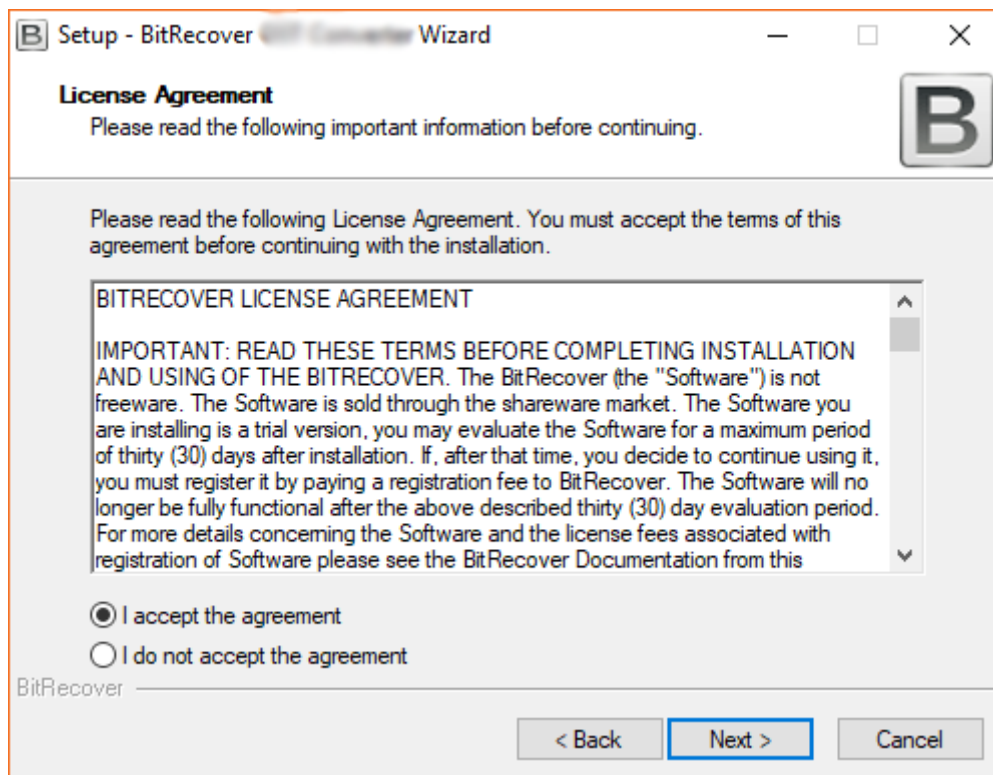 B Setup - BitRecover Wizard
License Agreement
Please read the following important information before continuing.
B
Please read the following License Agreement. You must accept the terms of this
agreement before continuing with the installation.
BITRECOVER LICENSE AGREEMENT
IMPORTANT: READ THESE TERMS BEFORE COMPLETING INSTALLATION
AND USING OF THE BITRECOVER. The BitRecover (the "Software") is not
freeware. The Software is sold through the shareware market. The Software you
are installing is a trial version, you may evaluate the Software for a maximum period
of thirty (30) days after installation. If, after that time, you decide to continue using it,
you must register it by paying a registration fee to BitRecover. The Software will no
longer be fully functional after the above described thirty (30) day evaluation period.
For more details concerning the Software and the license fees associated with
registration of Software please see the BitRecover Documentation from this
I accept the agreement
I do not accept the agreement
BitRecover
< Back Next > Cancel